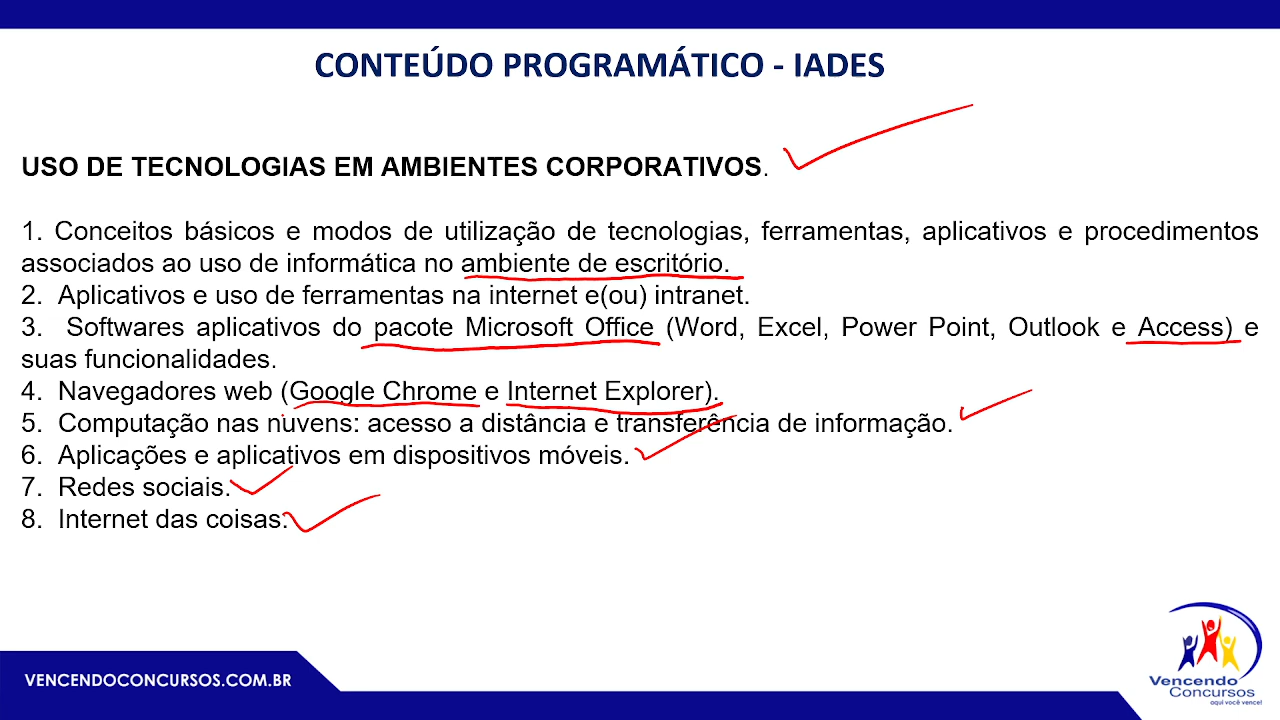 CONTEÚDO PROGRAMÁTICO - IADES
USO DE TECNOLOGIAS EM AMBIENTES CORPORATIVOS.
1. Conceitos básicos e modos de utilização de tecnologias, ferramentas, aplicativos e procedimentos
associados ao uso de informática no ambiente de escritório.
2. Aplicativos e uso de ferramentas na internet e(ou) intranet.
3. Softwares aplicativos do pacote Microsoft Office (Word, Excel, Power Point, Outlook e Access) e
suas funcionalidades.
4. Navegadores web (Google Chrome e Internet Explorer).
5. Computação nas nuvens: acesso a distância e transferência de informação.
6. Aplicações e aplicativos em dispositivos móveis.
7. Redes sociais.
8. Internet das coisas.
VENCENDOCONCURSOS.COM.BR
Vencendo
Concursos
aqui você vence!